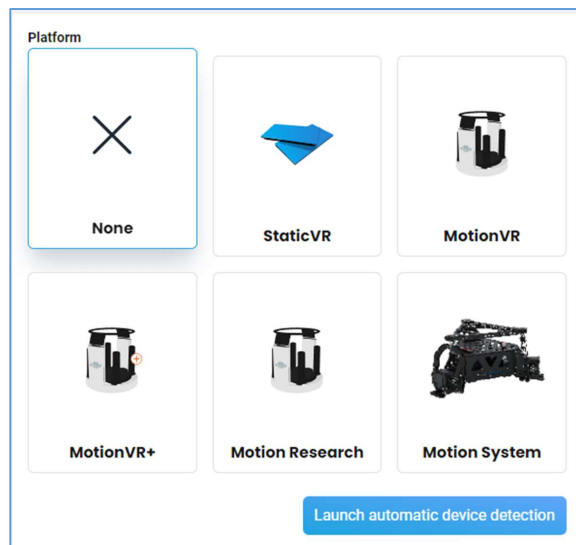 Platform
None
StaticVR
MotionVR
MotionVR+
Motion Research
Motion System
Launch automatic device detection